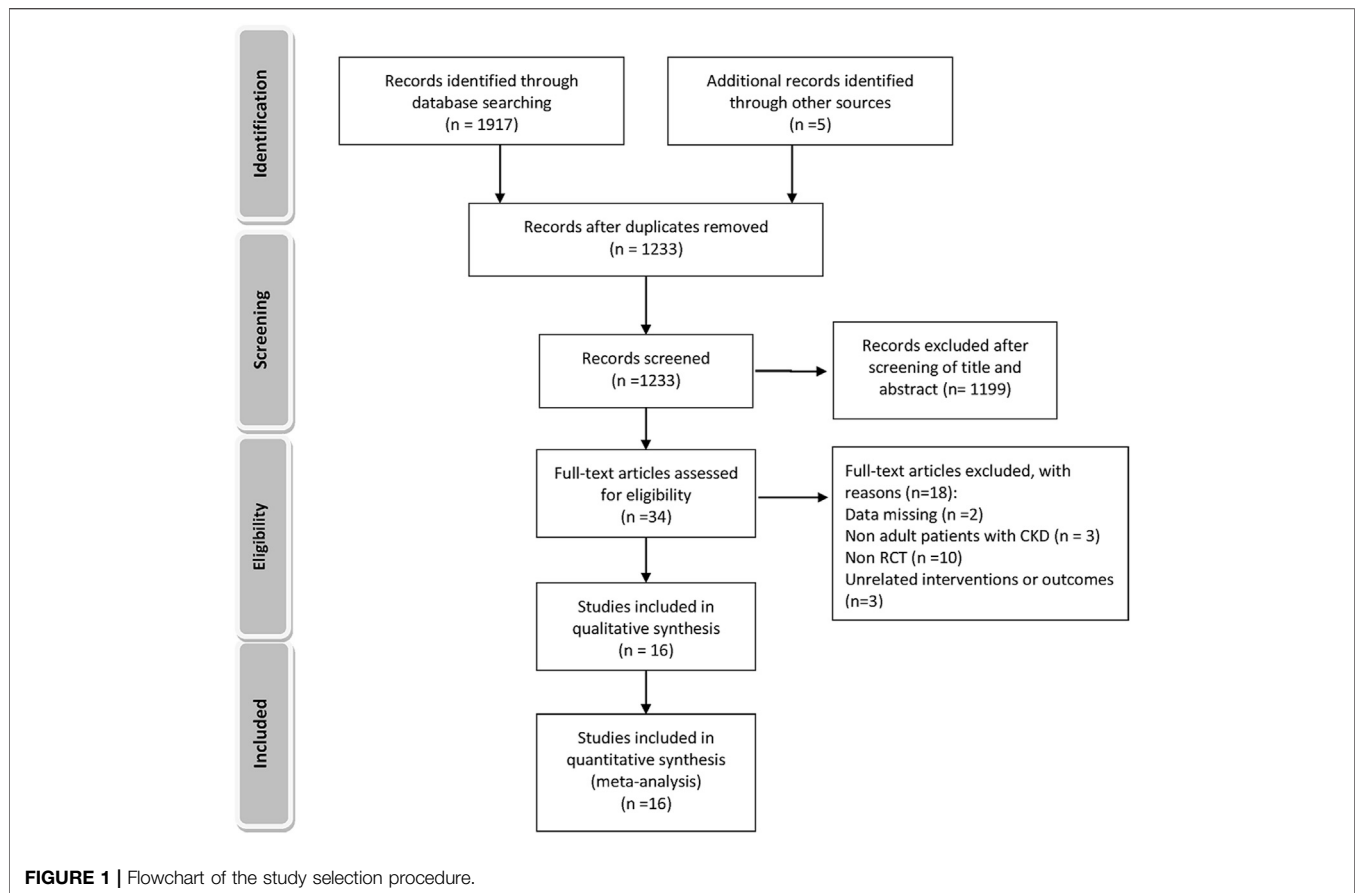 Identification
Records identified through
database searching
(n = 1917)
Additional records identified
through other sources
(n =5)
Records after duplicates removed
(n = 1233)
Screening
Records screened
(n =1233)
Records excluded after
screening of title and
abstract (n= 1199)
Eligibility
Full-text articles assessed
for eligibility
(n =34)
Full-text articles excluded, with
reasons (n=18):
Data missing (n =2)
Non adult patients with CKD (n = 3)
Non RCT (n =10)
Unrelated interventions or outcomes
(n=3)
Studies included in
qualitative synthesis
(n = 16)
Included
Studies included in
quantitative synthesis
(meta-analysis)
(n =16)
FIGURE 1 | Flowchart of the study selection procedure.